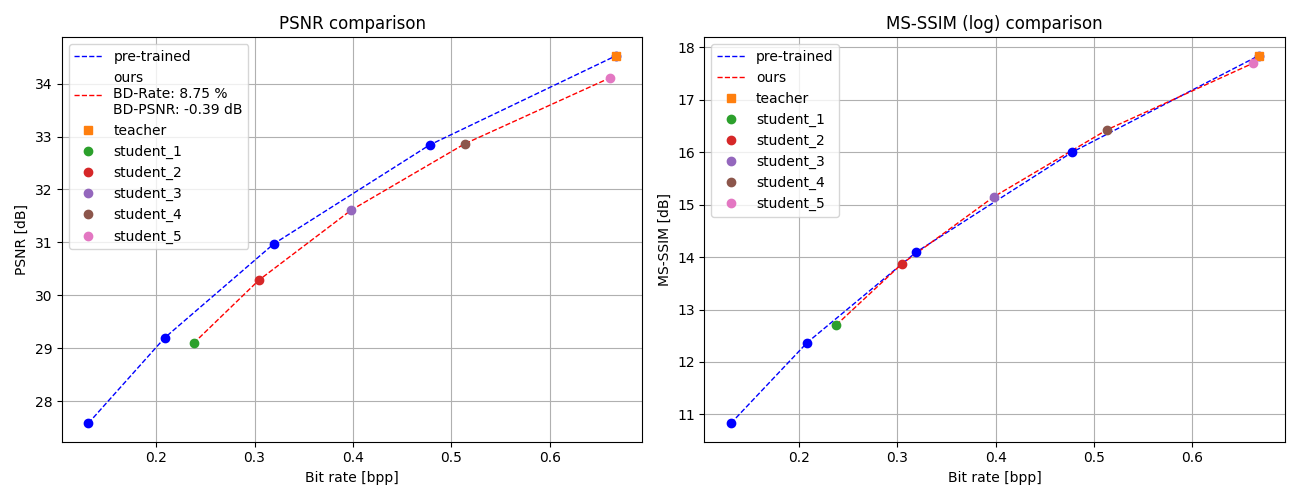 PSNR comparison
pre-trained
ours
BD-Rate: 8.75 %
BD-PSNR: -0.39 dB
teacher
student_1
student_2
student_3
student_4
student_5
34
33
32
31
30
29
28
PSNR [dB]
0.2
0.3
0.4
0.5
0.6
Bit rate [bpp]
MS-SSIM (log) comparison
pre-trained
ours
teacher
student_1
student_2
student_3
student_4
student_5
18
17
16
15
14
13
12
11
MS-SSIM [dB]
0.2
0.3
0.4
0.5
0.6
Bit rate [bpp]